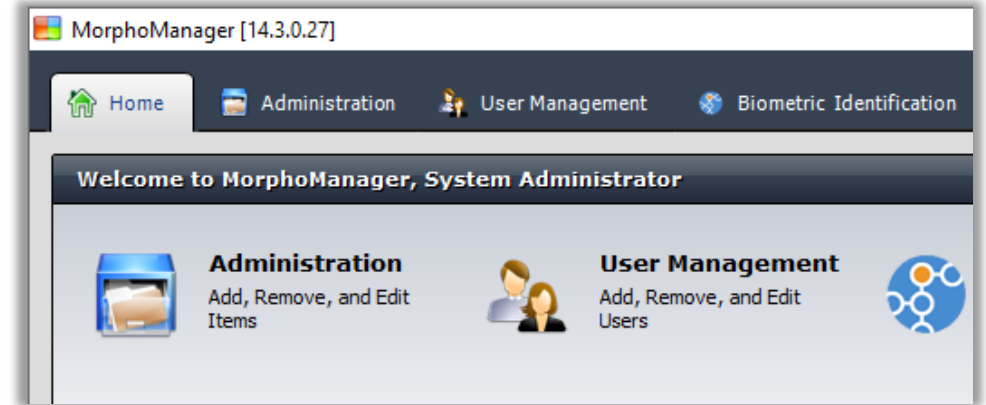 MorphoManager [14.3.0.27]
Home Administration User Management Biometric Identification
Welcome to MorphoManager, System Administrator
Administration
Add, Remove, and Edit
Items
User Management
Add, Remove, and Edit
Users